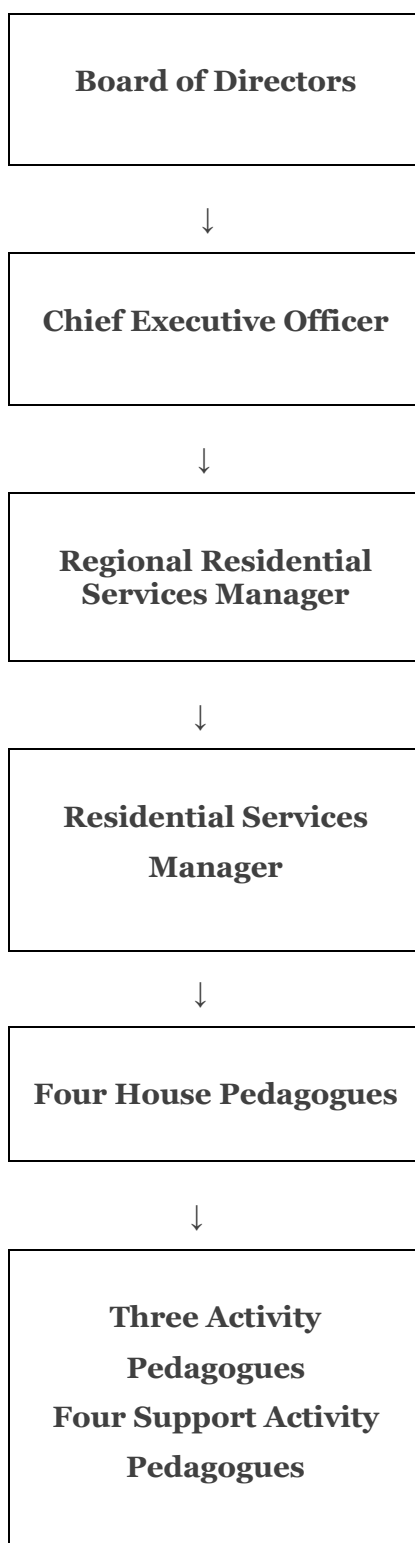 Board of Directors
↓
Chief Executive Officer
↓
Regional Residential
Services Manager
↓
Residential Services
Manager
↓
Four House Pedagogues
↓
Three Activity
Pedagogues
Four Support Activity
Pedagogues